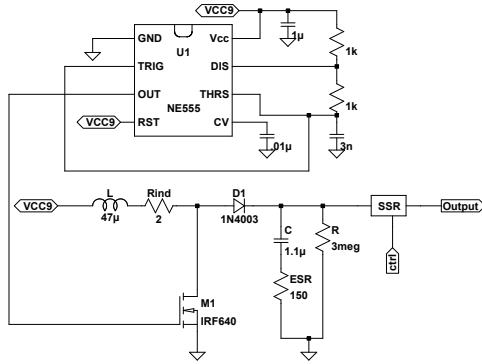 VCC9
.1µ
1k
GND
Vcc
U1
TRIG
DIS
OUT
THRS
NE555
1k
VCC9
RST
CV
.01µ
.3n
VCC9
L
47µ
Rind
2
D1
1N4003
SSR
Output
C
1.1µ
R
3meg
ctrl
ESR
150
M1
IRF640